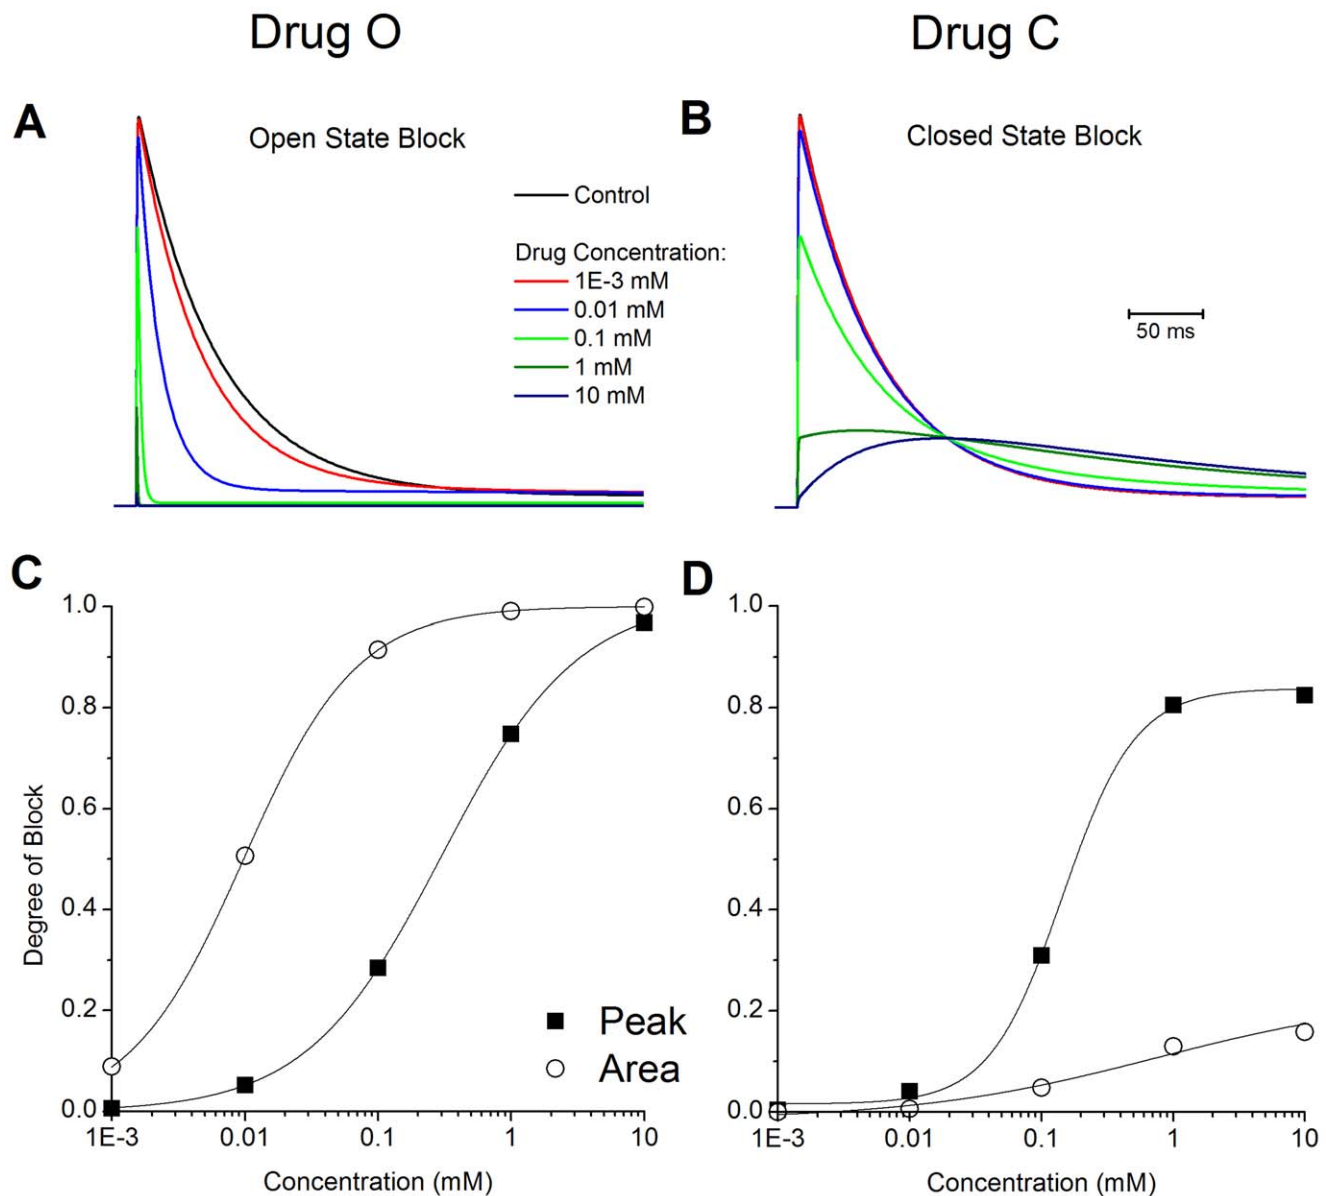 Drug O
Drug C
A
Open State Block
Control
Drug Concentration:
1E-3 mM
0.01 mM
0.1 mM
1 mM
10 mM
B
Closed State Block
50 ms
C
1.0
0.8
0.6
0.4
0.2
0.0
Degree of Block
1E-3
0.01
0.1
1
10
Concentration (mM)
Peak
Area
D
1.0
0.8
0.6
0.4
0.2
0.0
1E-3
0.01
0.1
1
10
Concentration (mM)